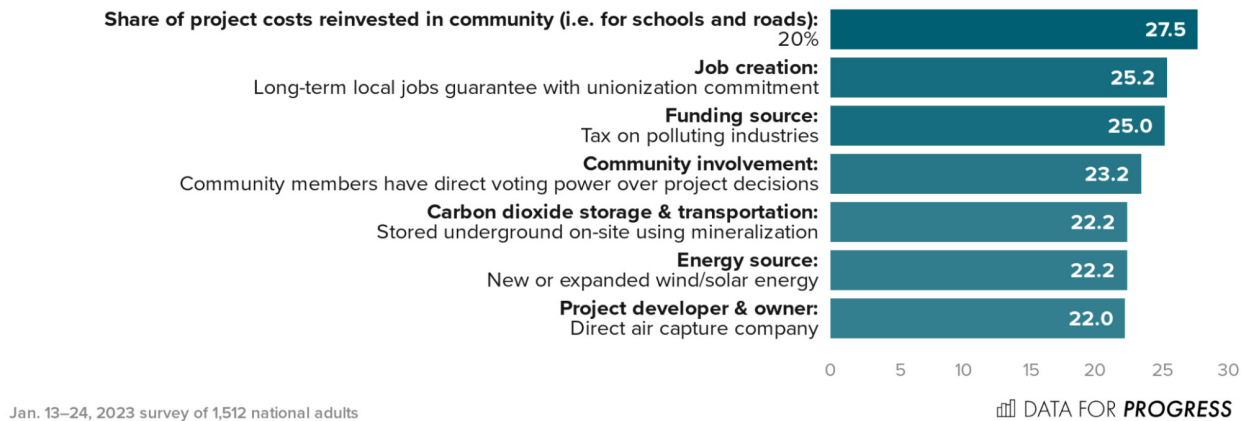 Share of project costs reinvested in community (i.e. for schools and roads):
20%
27.5
Job creation:
Long-term local jobs guarantee with unionization commitment
25.2
Funding source:
Tax on polluting industries
25.0
Community involvement:
Community members have direct voting power over project decisions
23.2
Carbon dioxide storage & transportation:
Stored underground on-site using mineralization
22.2
Energy source:
New or expanded wind/solar energy
22.2
Project developer & owner:
Direct air capture company
22.0
0 5 10 15 20 25 30
Jan. 13–24, 2023 survey of 1,512 national adults
DATA FOR PROGRESS